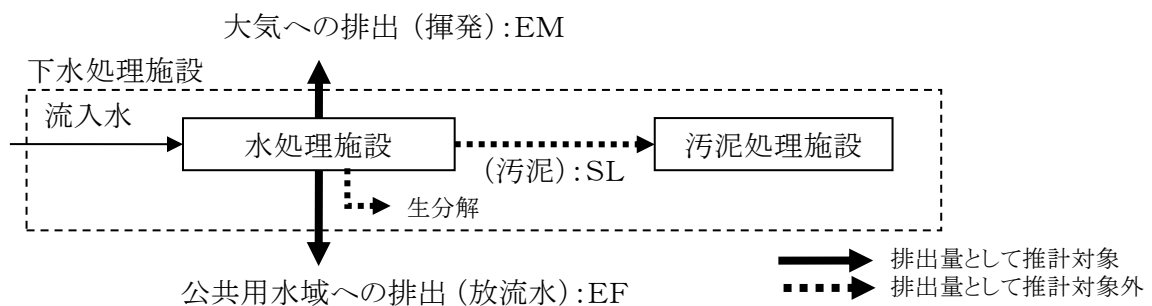 大気への排出（揮発）:EM
下水処理施設
流入水
水処理施設
汚泥処理施設
（汚泥）:SL
生分解
公共用水域への排出（放流水）:EF
排出量として推計対象
排出量として推計対象外